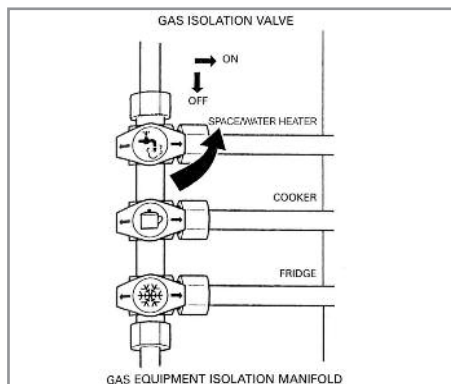 GAS ISOLATION VALVE
ON
OFF
SPACE/WATER HEATER
COOKER
FRIDGE
GAS EQUIPMENT ISOLATION MANIFOLD